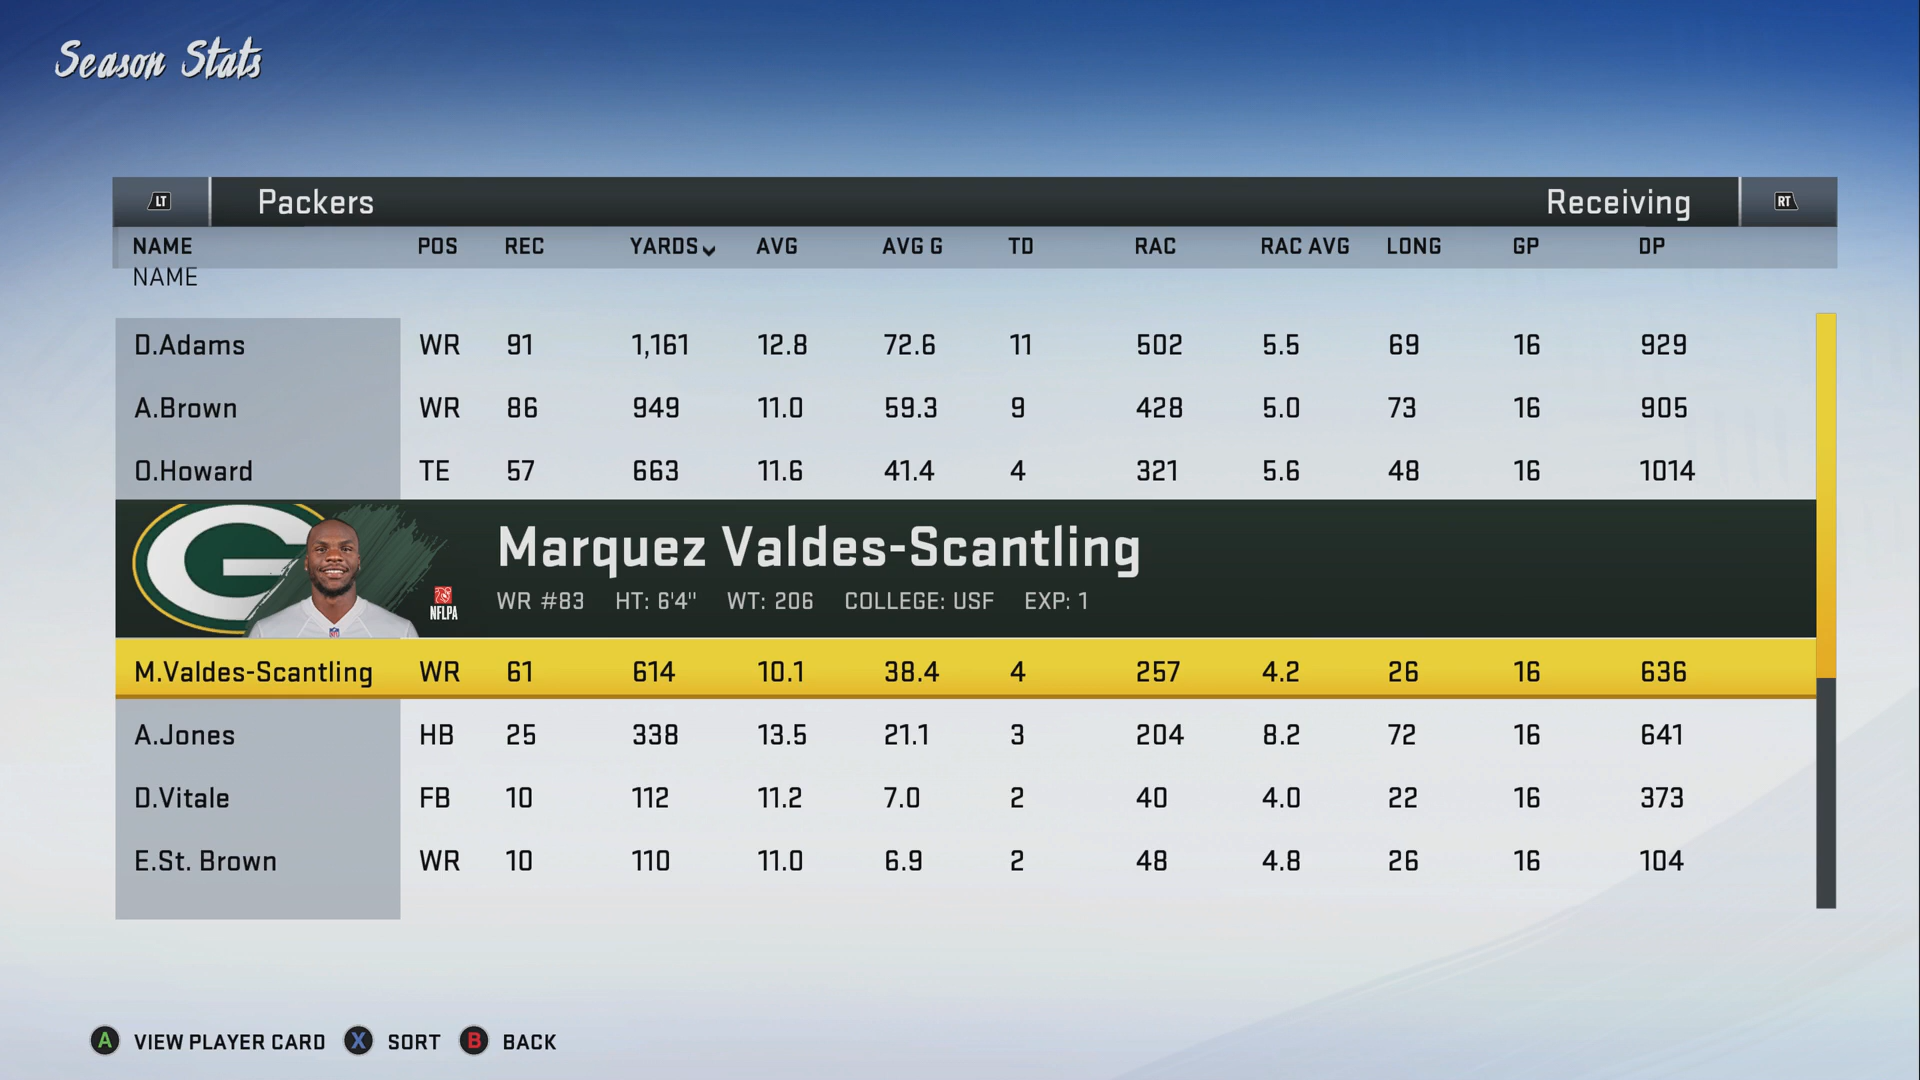 Season Stats
LT Packers Receiving RT
NAME POS REC YARDS AVG AVG G TD RAC RAC AVG LONG GP DP
NAME
D.Adams WR 91 1,161 12.8 72.6 11 502 5.5 69 16 929
A.Brown WR 86 949 11.0 59.3 9 428 5.0 73 16 905
O.Howard TE 57 663 11.6 41.4 4 321 5.6 48 16 1014
G
Marquez Valdes-Scantling
NFLPA WR #83 HT: 6'4" WT: 206 COLLEGE: USF EXP: 1
M.Valdes-Scantling WR 61 614 10.1 38.4 4 257 4.2 26 16 636
A.Jones HB 25 338 13.5 21.1 3 204 8.2 72 16 641
D.Vitale FB 10 112 11.2 7.0 2 40 4.0 22 16 373
E.St. Brown WR 10 110 11.0 6.9 2 48 4.8 26 16 104
A VIEW PLAYER CARD X SORT B BACK